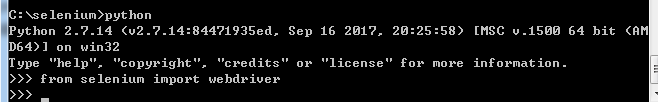 C:\selenium>python
Python 2.7.14 (v2.7.14:84471935ed, Sep 16 2017, 20:25:58) [MSC v.1500 64 bit (AM
D64)] on win32
Type "help", "copyright", "credits" or "license" for more information.
>>> from selenium import webdriver
>>>